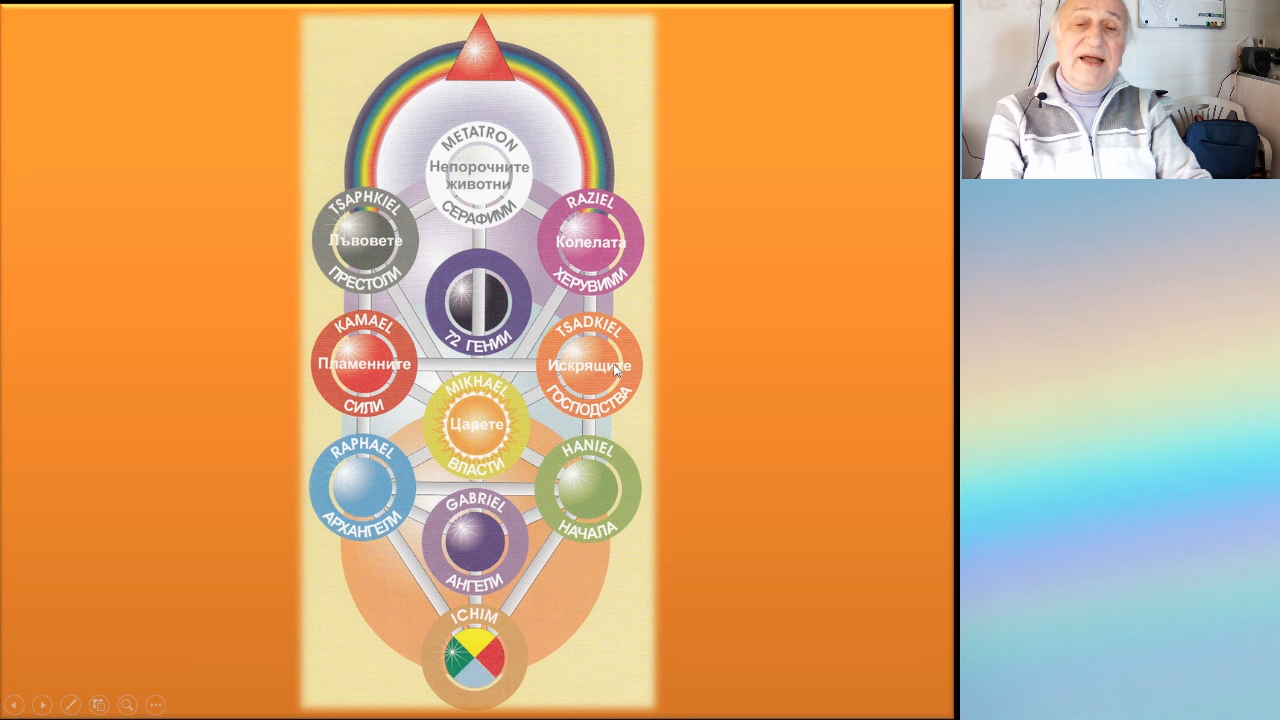 METATRON
Непорочните
животни
СЕРАФИМИ
TSAPHKIEL
Лъвовете
ПРЕСТОЛИ
RAZIEL
Колелата
ХЕРУВИМИ
72 ГЕНИИ
KAMAEL
Пламенните
СИЛИ
TSADKIEL
Искрящите
ГОСПОДСТВА
MIKHAEL
Царете
ВЛАСТИ
RAPHAEL
АРХАНГЕЛИ
HANIEL
НАЧАЛА
GABRIEL
АНГЕЛИ
ICHIM